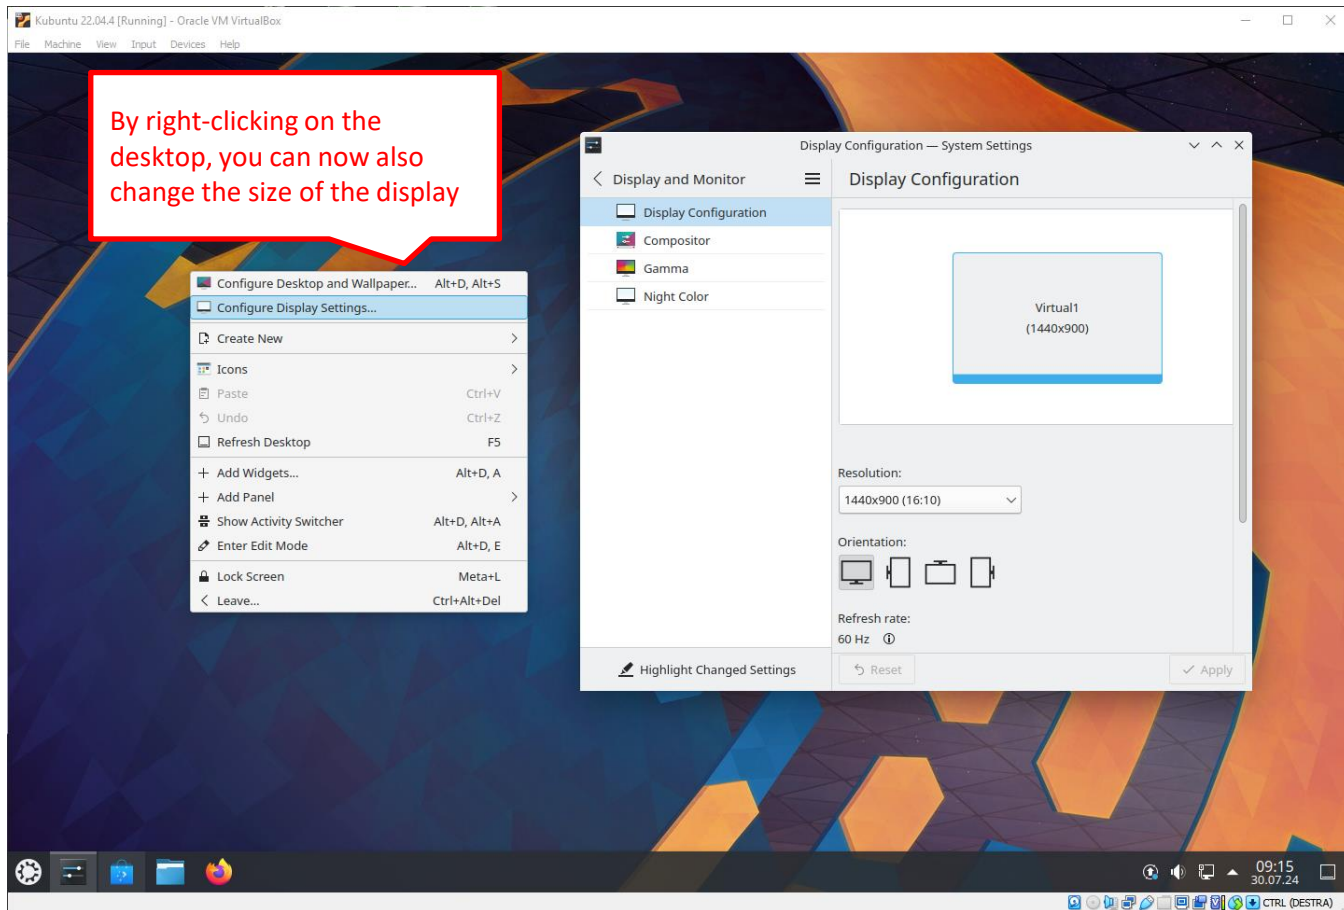 Kubuntu 22.04.4 [Running] - Oracle VM VirtualBox
File Machine View Input Devices Help
By right-clicking on the
desktop, you can now also
change the size of the display
Configure Desktop and Wallpaper... Alt+D, Alt+S
Configure Display Settings...
Create New
Icons
Paste Ctrl+V
Undo Ctrl+Z
Refresh Desktop F5
Add Widgets... Alt+D, A
Add Panel
Show Activity Switcher Alt+D, Alt+A
Enter Edit Mode Alt+D, E
Lock Screen Meta+L
Leave... Ctrl+Alt+Del
Display Configuration — System Settings
Display and Monitor
Display Configuration
Compositor
Gamma
Night Color
Highlight Changed Settings
Display Configuration
Virtual1
(1440x900)
Resolution:
1440x900 (16:10)
Orientation:
Refresh rate:
60 Hz
Reset
Apply
09:15
30.07.24
CTRL (DESTRA)